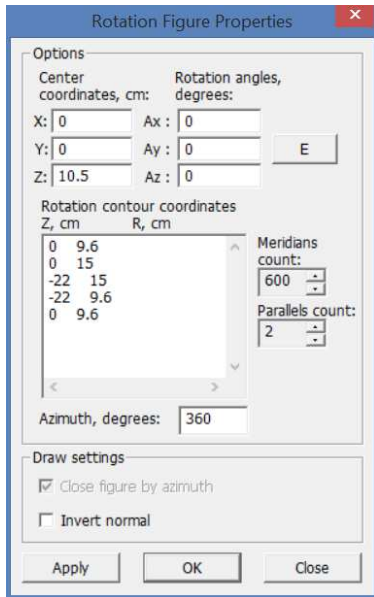 Rotation Figure Properties
Options
Center coordinates, cm:
Rotation angles, degrees:
X: 0 Ax : 0
Y: 0 Ay : 0 E
Z: 10.5 Az : 0
Rotation contour coordinates
Z, cm R, cm
0 9.6
0 15
-22 15
-22 9.6
0 9.6
Meridians count:
600
Parallels count:
2
Azimuth, degrees: 360
Draw settings
Close figure by azimuth
Invert normal
Apply OK Close